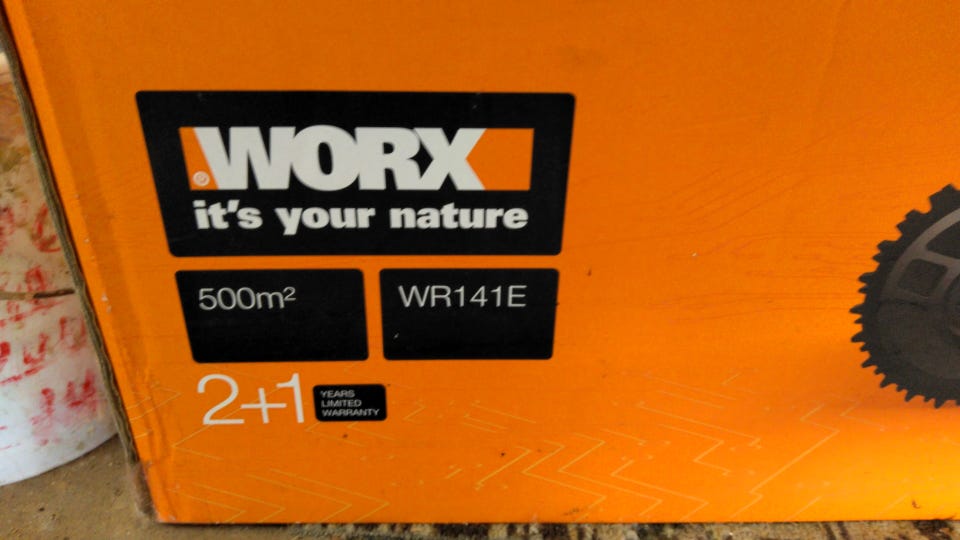 ®WORX
it's your nature
500m²
WR141E
2+1
YEARS
LIMITED
WARRANTY